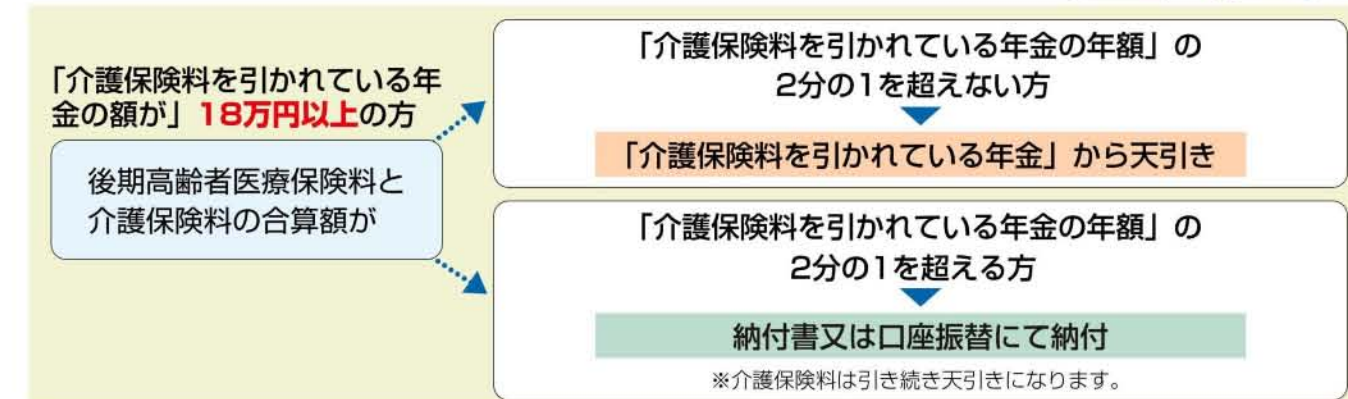 「介護保険料を引かれている年
金の額が」18万円以上の方
後期高齢者医療保険料と
介護保険料の合算額が
「介護保険料を引かれている年金の年額」の
2分の1を超えない方
「介護保険料を引かれている年金」から天引き
「介護保険料を引かれている年金の年額」の
2分の1を超える方
納付書又は口座振替にて納付
※介護保険料は引き続き天引きになります。